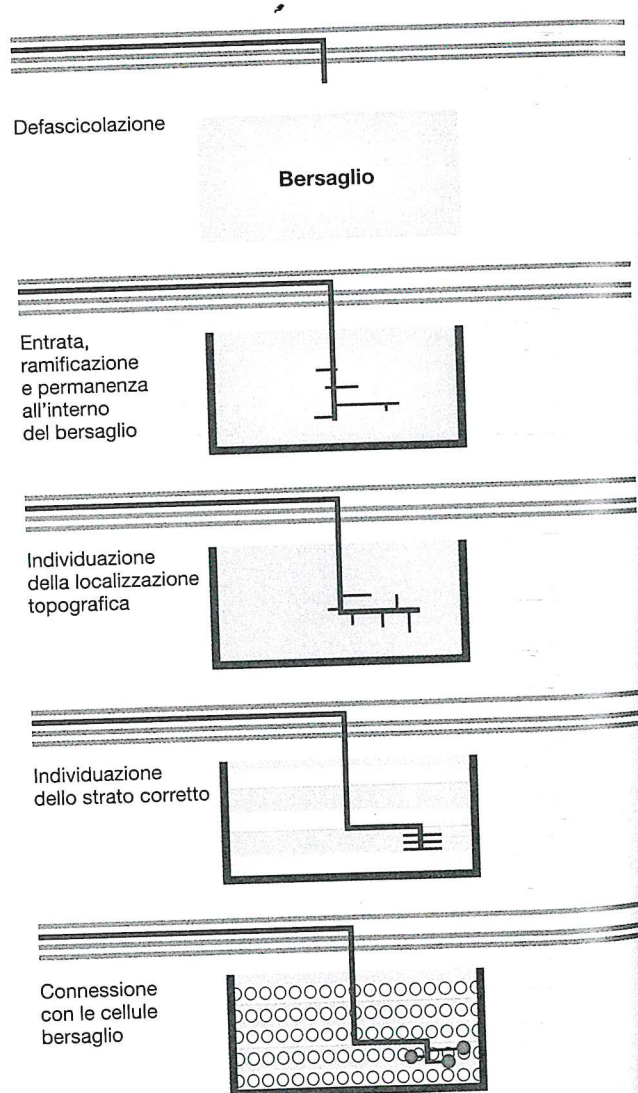 Defascicolazione
Bersaglio
Entrata,
ramificazione
e permanenza
all'interno
del bersaglio
Individuazione
della localizzazione
topografica
Individuazione
dello strato corretto
Connessione
con le cellule
bersaglio